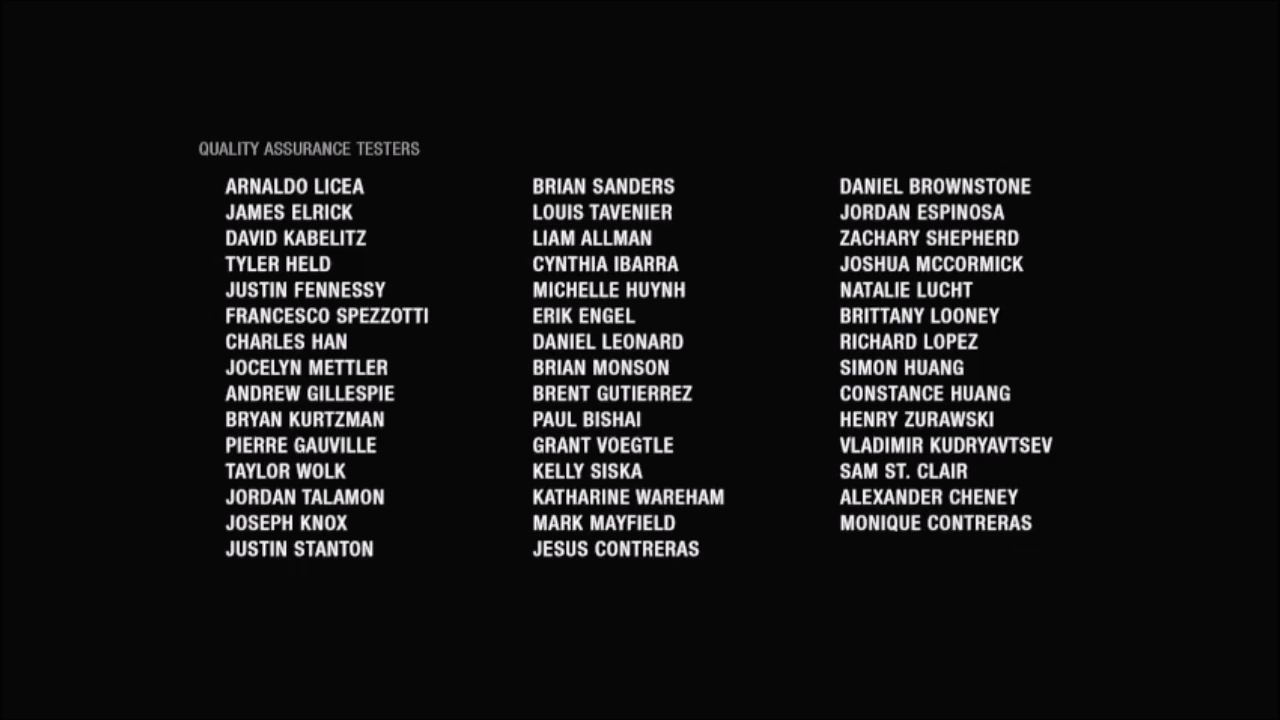 QUALITY ASSURANCE TESTERS
ARNALDO LICEA
JAMES ELRICK
DAVID KABELITZ
TYLER HELD
JUSTIN FENNESSY
FRANCESCO SPEZZOTTI
CHARLES HAN
JOCELYN METTLER
ANDREW GILLESPIE
BRYAN KURTZMAN
PIERRE GAUVILLE
TAYLOR WOLK
JORDAN TALAMON
JOSEPH KNOX
JUSTIN STANTON
BRIAN SANDERS
LOUIS TAVENIER
LIAM ALLMAN
CYNTHIA IBARRA
MICHELLE HUYNH
ERIK ENGEL
DANIEL LEONARD
BRIAN MONSON
BRENT GUTIERREZ
PAUL BISHAI
GRANT VOEGTLE
KELLY SISKA
KATHARINE WAREHAM
MARK MAYFIELD
JESUS CONTRERAS
DANIEL BROWNSTONE
JORDAN ESPINOSA
ZACHARY SHEPHERD
JOSHUA MCCORMICK
NATALIE LUCHT
BRITTANY LOONEY
RICHARD LOPEZ
SIMON HUANG
CONSTANCE HUANG
HENRY ZURAWSKI
VLADIMIR KUDRYAVTSEV
SAM ST. CLAIR
ALEXANDER CHENEY
MONIQUE CONTRERAS